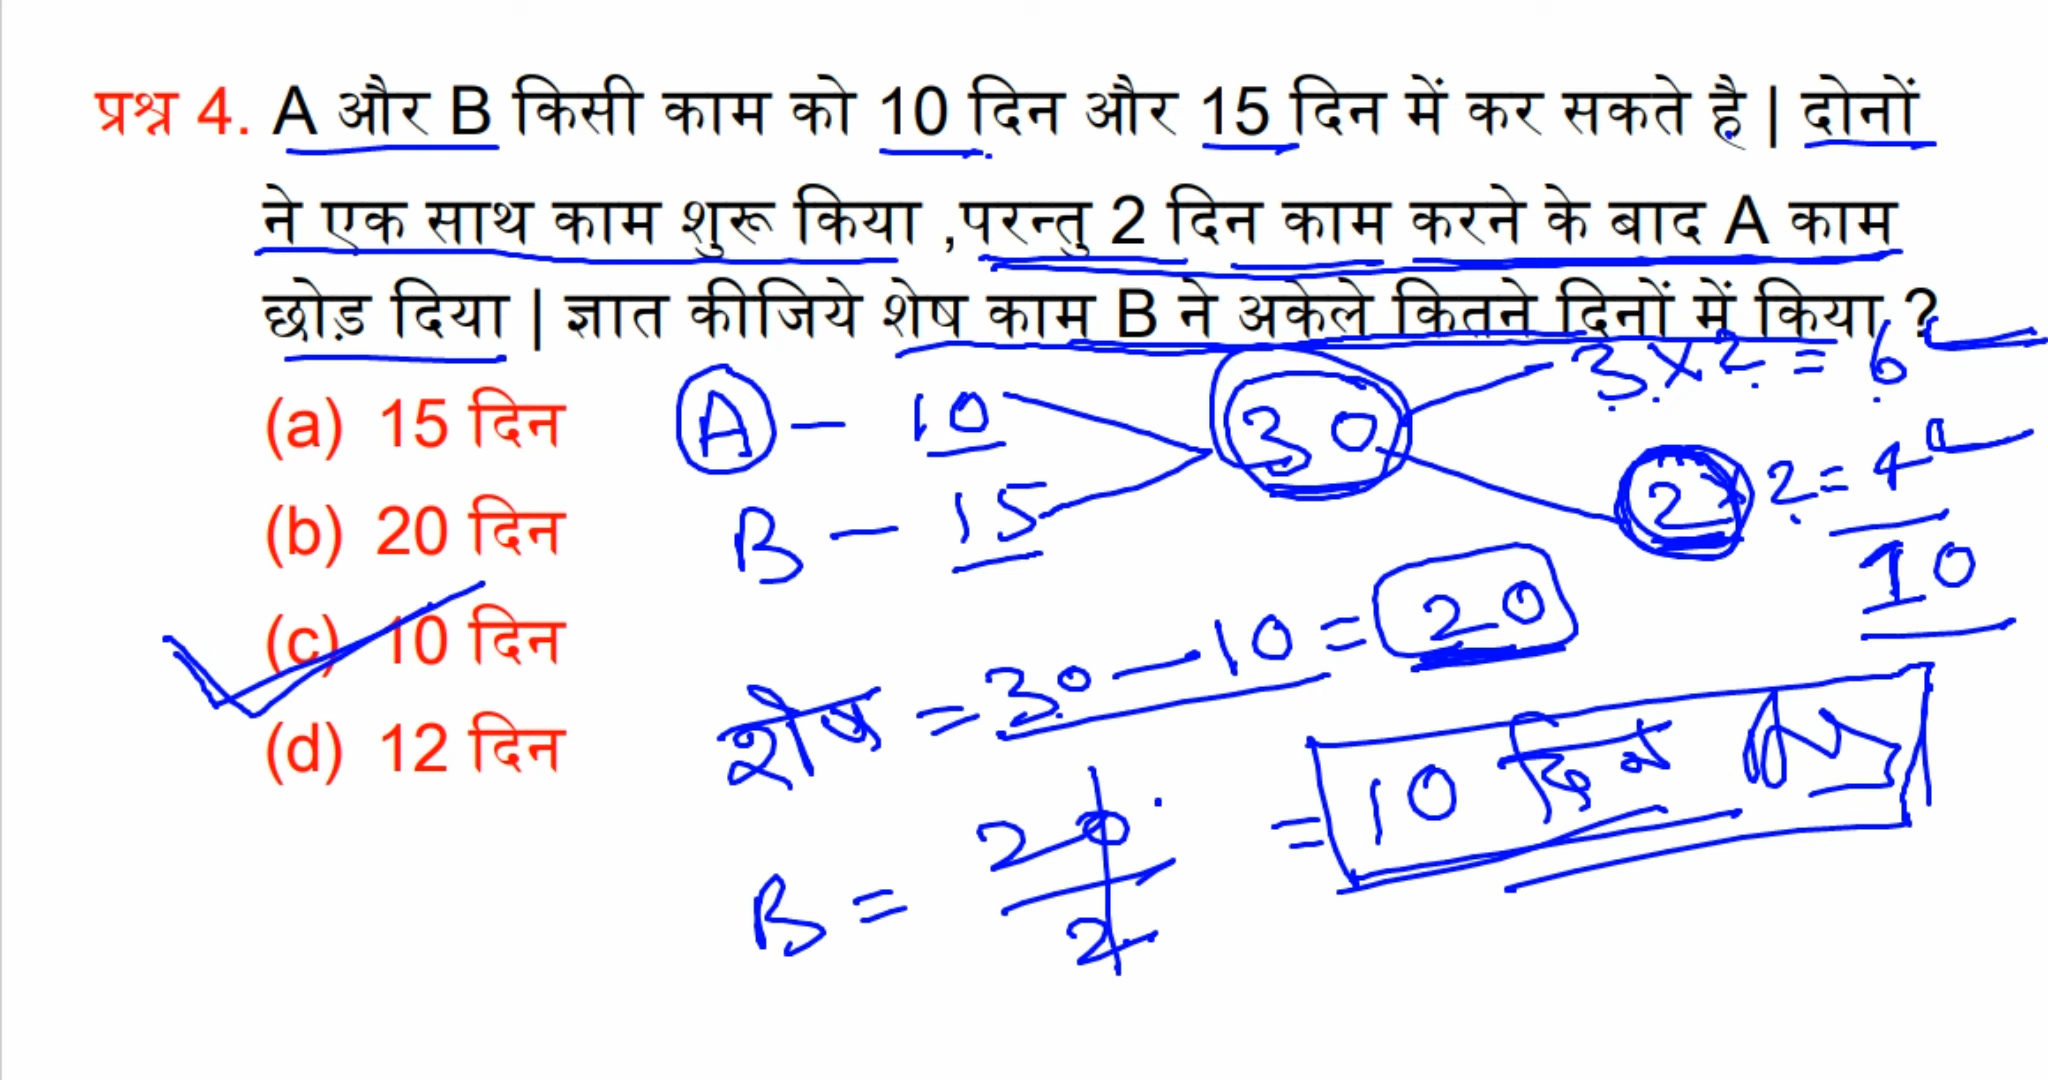 प्रश्न 4. A और B किसी काम को 10 दिन और 15 दिन में कर सकते है | दोनों
ने एक साथ काम शुरू किया ,परन्तु 2 दिन काम करने के बाद A काम
छोड़ दिया | ज्ञात कीजिये शेष काम B ने अकेले कितने दिनों में किया ?
(a) 15 दिन
(b) 20 दिन
(c) 10 दिन
(d) 12 दिन
A - 10
B - 15
30
3 x 2 = 6
2 x 2 = 4
10
शेष = 30 - 10 = 20
B = 20
2
= 10 दिन